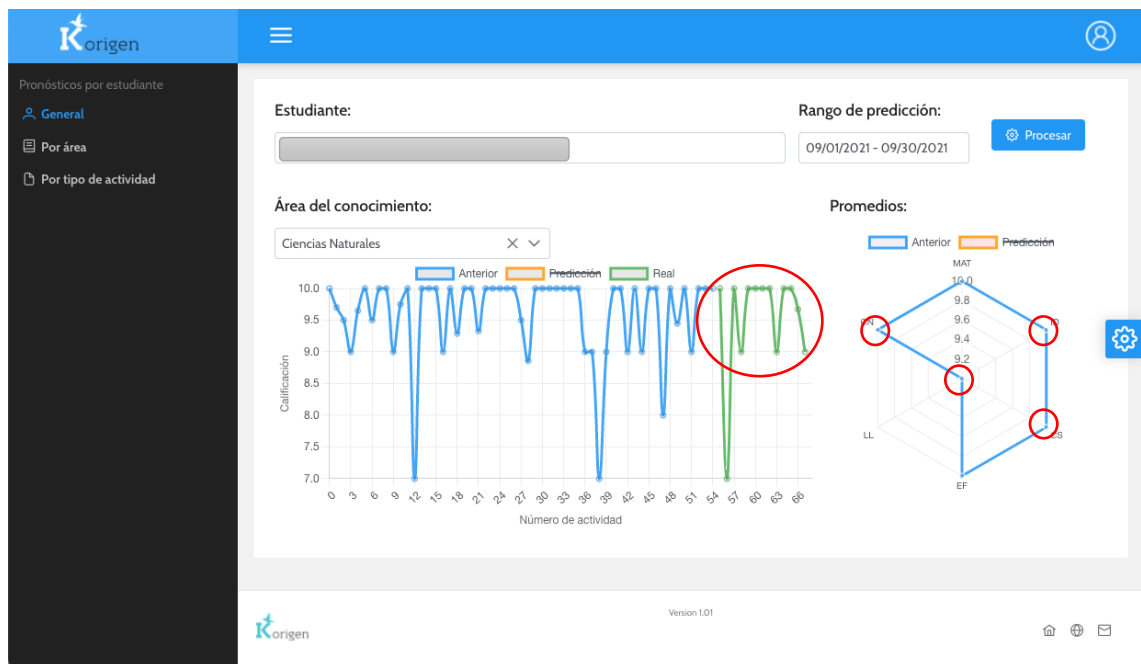 Korigen
Pronósticos por estudiante
General
Por área
Por tipo de actividad
Estudiante:
Rango de predicción:
09/01/2021 - 09/30/2021
Procesar
Área del conocimiento:
Ciencias Naturales
Anterior Predicción Real
10.0
9.5
9.0
8.5
8.0
7.5
7.0
Calificación
0 3 6 9 12 15 18 21 24 27 30 33 36 39 42 45 48 51 54 57 60 63 66
Número de actividad
Promedios:
Anterior Predicción
MAT
10.0
9.8
9.6
9.4
9.2
CN
ID
LL
CS
EF
Korigen
Version 1.01